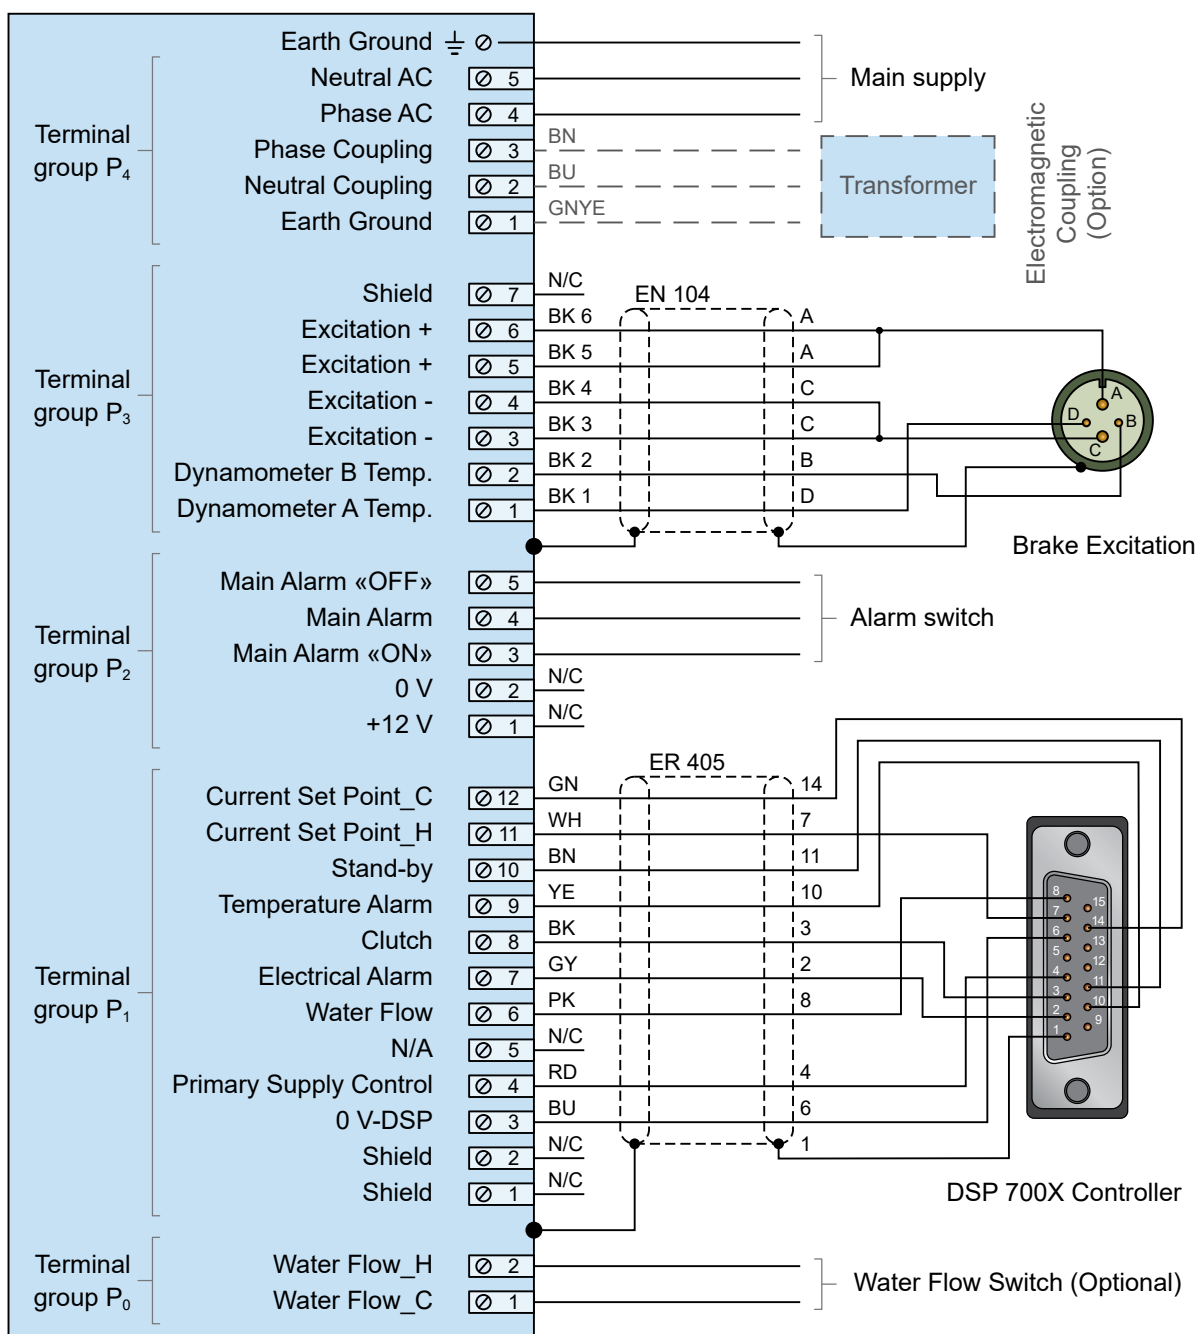 Earth Ground
Neutral AC 5
Phase AC 4
Phase Coupling 3 BN
Neutral Coupling 2 BU
Earth Ground 1 GNYE
Terminal
group P4
Main supply
Transformer
Electromagnetic
Coupling
(Option)
Shield 7 N/C
EN 104
Excitation + 6 BK 6 A
Excitation + 5 BK 5 A
Excitation - 4 BK 4 C
Excitation - 3 BK 3 C
Dynamometer B Temp. 2 BK 2 B
Dynamometer A Temp. 1 BK 1 D
Terminal
group P3
A
D B
C
Brake Excitation
Main Alarm «OFF» 5
Main Alarm 4
Main Alarm «ON» 3
0 V 2 N/C
+12 V 1 N/C
Terminal
group P2
Alarm switch
ER 405
Current Set Point_C 12 GN 14
Current Set Point_H 11 WH 7
Stand-by 10 BN 11
Temperature Alarm 9 YE 10
Clutch 8 BK 3
Electrical Alarm 7 GY 2
Water Flow 6 PK 8
N/A 5 N/C
Primary Supply Control 4 RD 4
0 V-DSP 3 BU 6
Shield 2 N/C 1
Shield 1 N/C
Terminal
group P1
8
15
7
14
6
13
5
12
4
11
3
10
2
9
1
DSP 700X Controller
Water Flow_H 2
Water Flow_C 1
Terminal
group P0
Water Flow Switch (Optional)